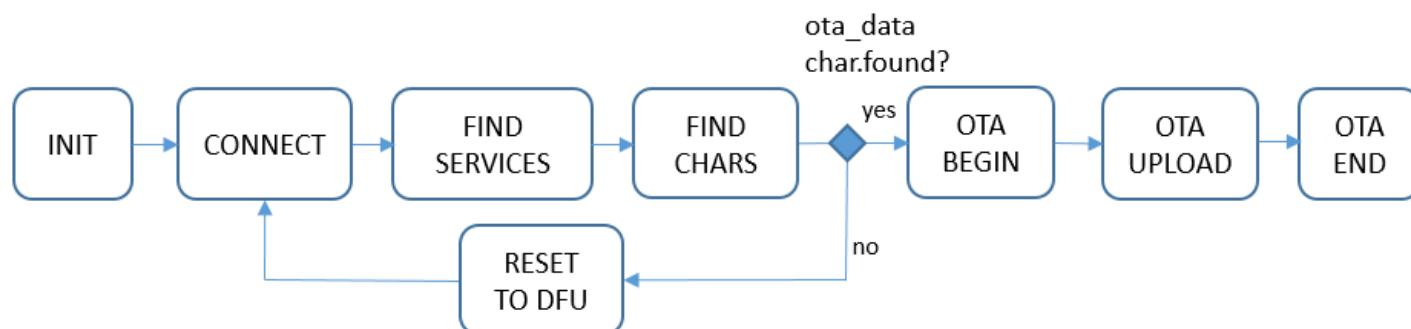 ota_data
char.found?
yes
INIT
CONNECT
FIND
SERVICES
FIND
CHARS
OTA
BEGIN
OTA
UPLOAD
OTA
END
no
RESET
TO DFU